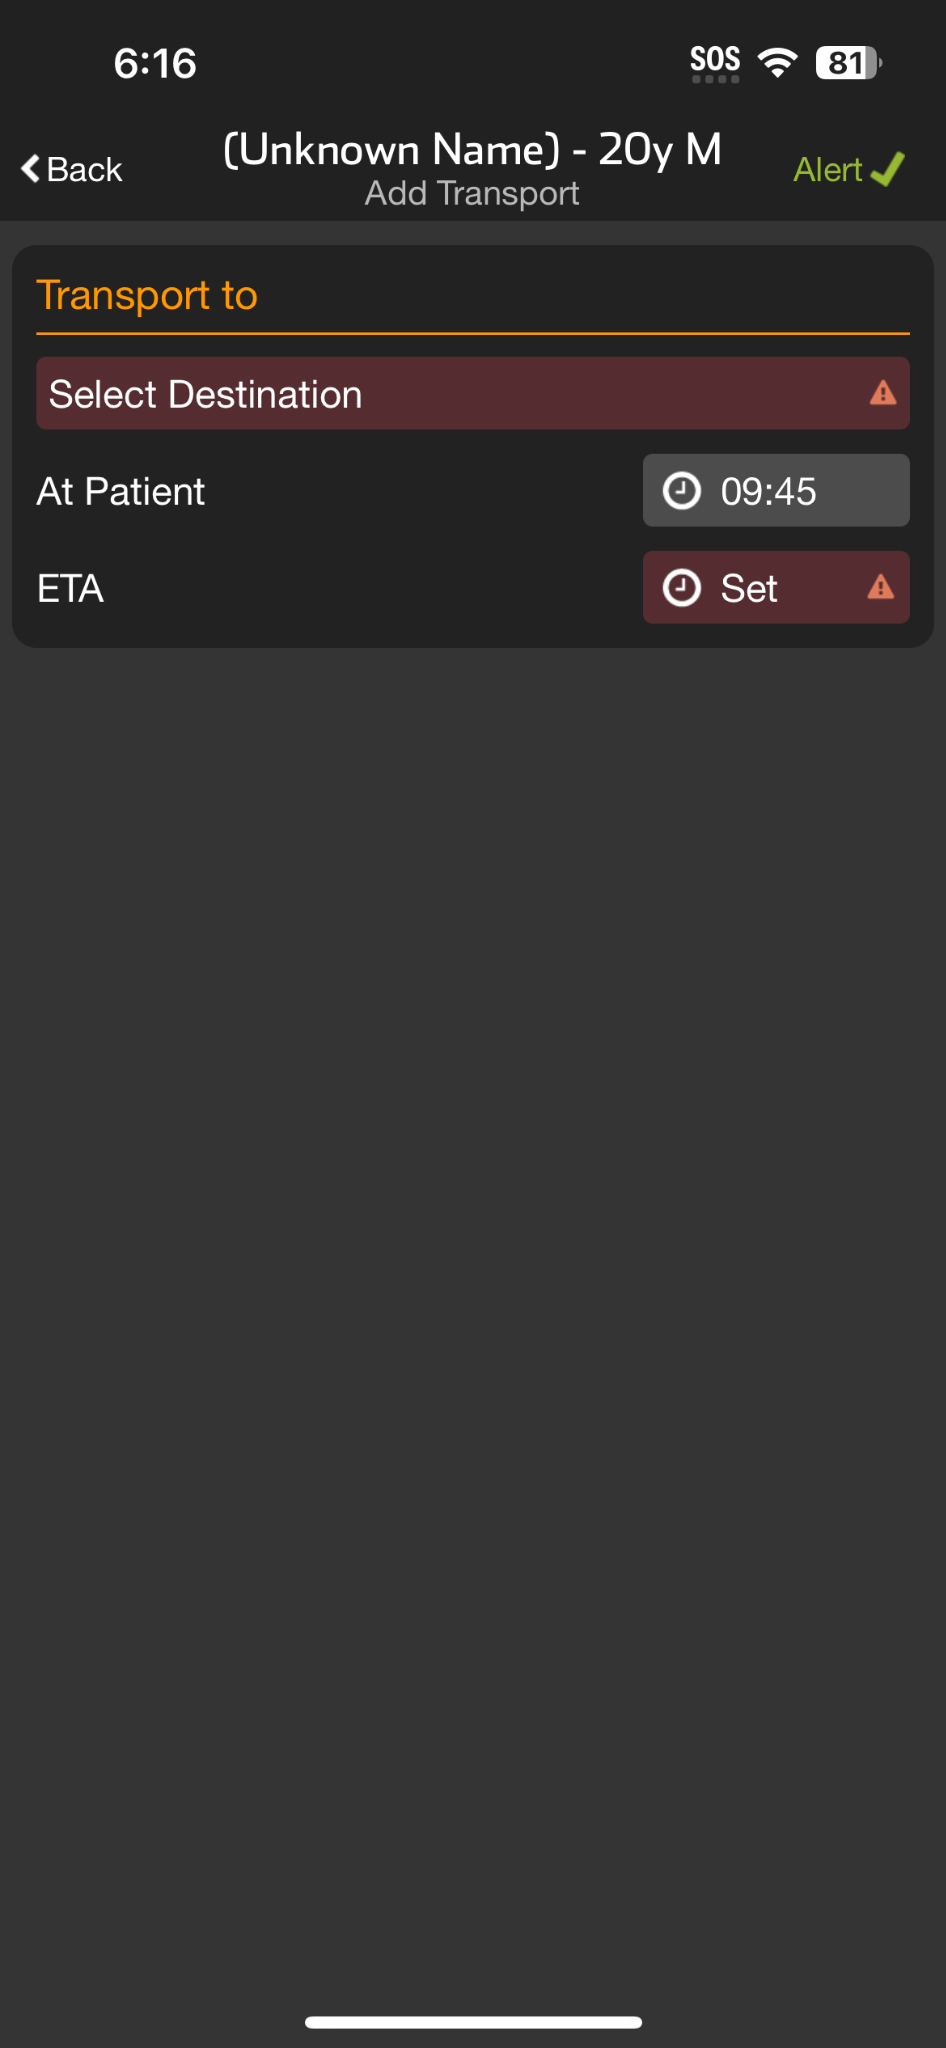 6:16
SOS
81
Back
(Unknown Name) - 20y M
Add Transport
Alert
Transport to
Select Destination
At Patient
09:45
ETA
Set